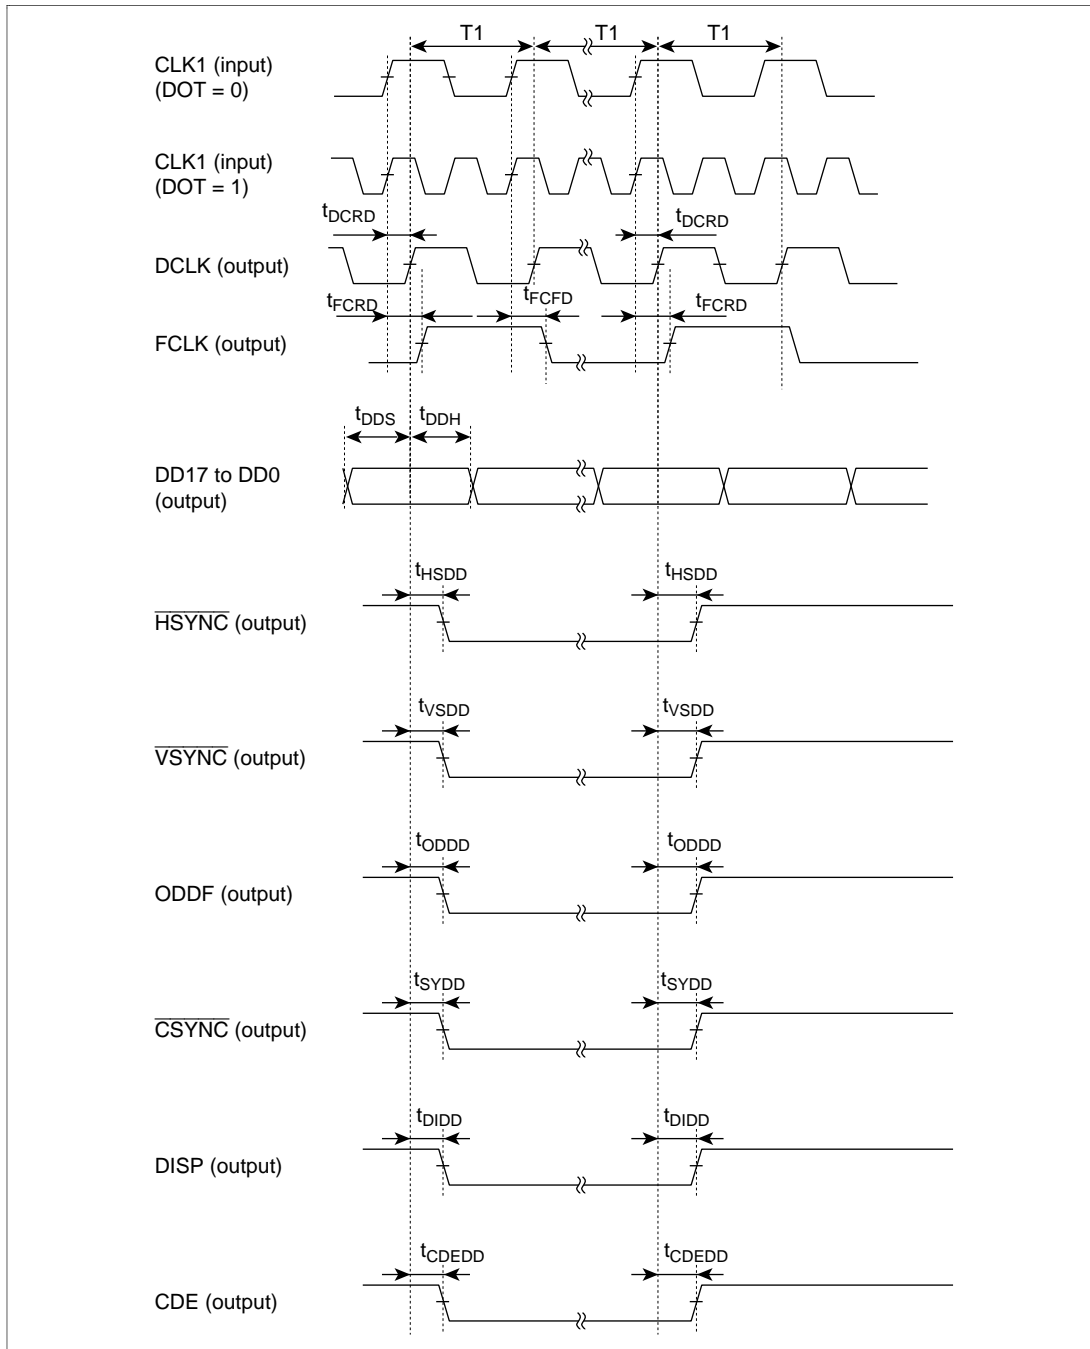 T1 T1 T1
CLK1 (input)
(DOT = 0)
CLK1 (input)
(DOT = 1)
tDCRD tDCRD
DCLK (output)
tFCRD tFCFD tFCRD
FCLK (output)
tDDS tDDH
DD17 to DD0
(output)
tHSDD tHSDD
HSYNC (output)
tVSDD tVSDD
VSYNC (output)
tODDD tODDD
ODDF (output)
tSYDD tSYDD
CSYNC (output)
tDIDD tDIDD
DISP (output)
tCDEDD tCDEDD
CDE (output)